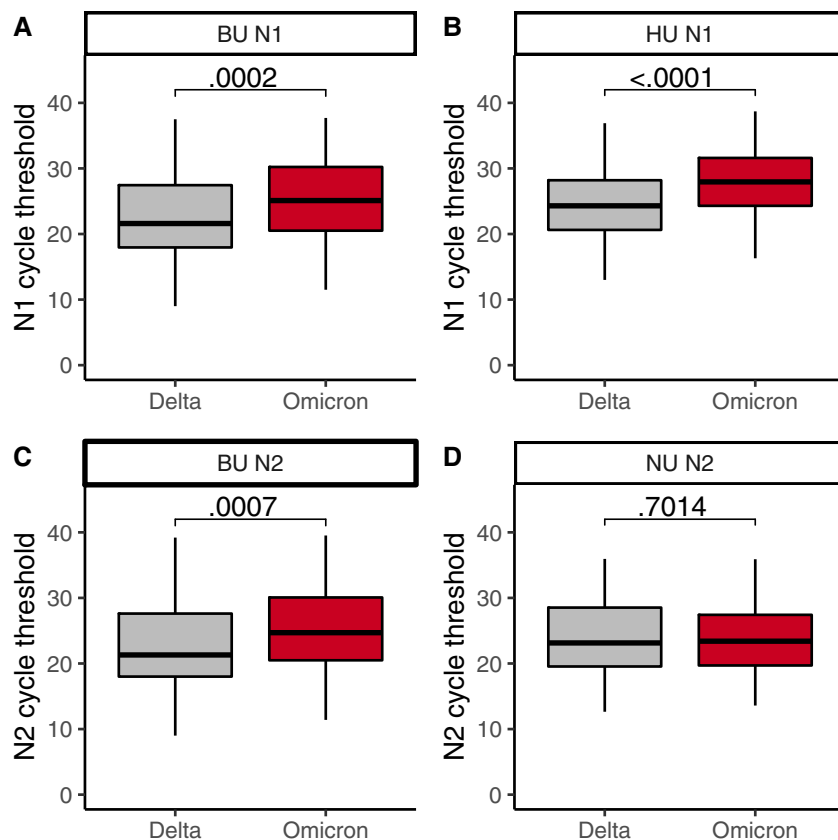 A
BU N1
.0002
N1 cycle threshold
40
30
20
10
0
Delta
Omicron
B
HU N1
<.0001
N1 cycle threshold
40
30
20
10
0
Delta
Omicron
C
BU N2
.0007
N2 cycle threshold
40
30
20
10
0
Delta
Omicron
D
NU N2
.7014
N2 cycle threshold
40
30
20
10
0
Delta
Omicron